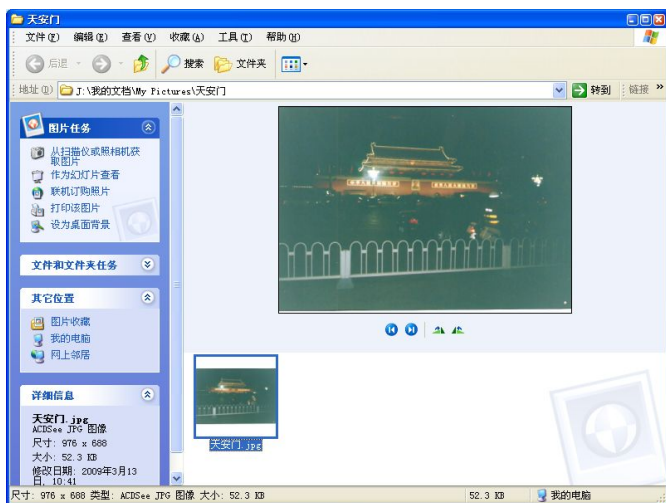 天安门
文件(F) 编辑(E) 查看(V) 收藏(A) 工具(T) 帮助(H)
后退 搜索 文件夹
地址(D) J:\我的文档\My Pictures\天安门 转到 链接 »
图片任务
从扫描仪或照相机获
取图片
作为幻灯片查看
联机订购照片
打印该图片
设为桌面背景
文件和文件夹任务
其它位置
图片收藏
我的电脑
网上邻居
详细信息
天安门.jpg
ACDSee JPG 图像
尺寸: 976 x 688
大小: 52.3 KB
修改日期: 2009年3月13
日, 10:41
天安门.jpg
尺寸: 976 x 688 类型: ACDSee JPG 图像 大小: 52.3 KB 52.3 KB 我的电脑